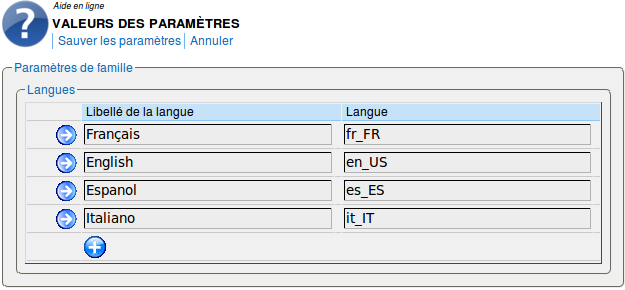 Aide en ligne
VALEURS DES PARAMÈTRES
Sauver les paramètres Annuler
Paramètres de famille
Langues
Libellé de la langue Langue
Français fr_FR
English en_US
Espanol es_ES
Italiano it_IT